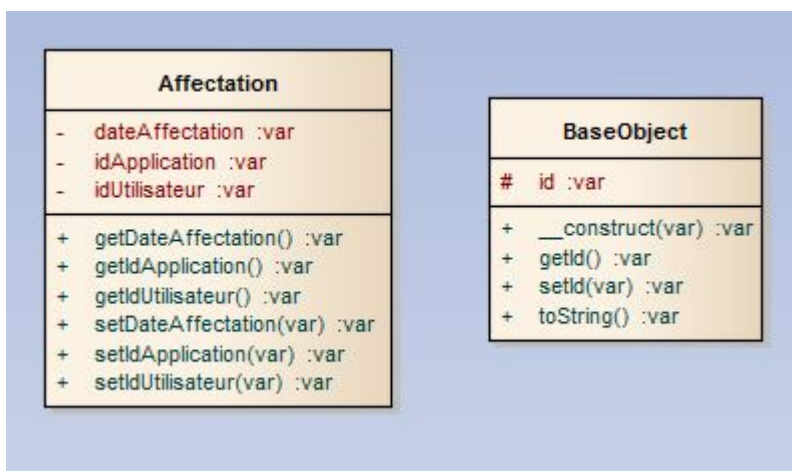 Affectation
- dateAffectation :var
- idApplication :var
- idUtilisateur :var
+ getDateAffectation() :var
+ getIdApplication() :var
+ getIdUtilisateur() :var
+ setDateAffectation(var) :var
+ setIdApplication(var) :var
+ setIdUtilisateur(var) :var
BaseObject
# id :var
+ __construct(var) :var
+ getId() :var
+ setId(var) :var
+ toString() :var